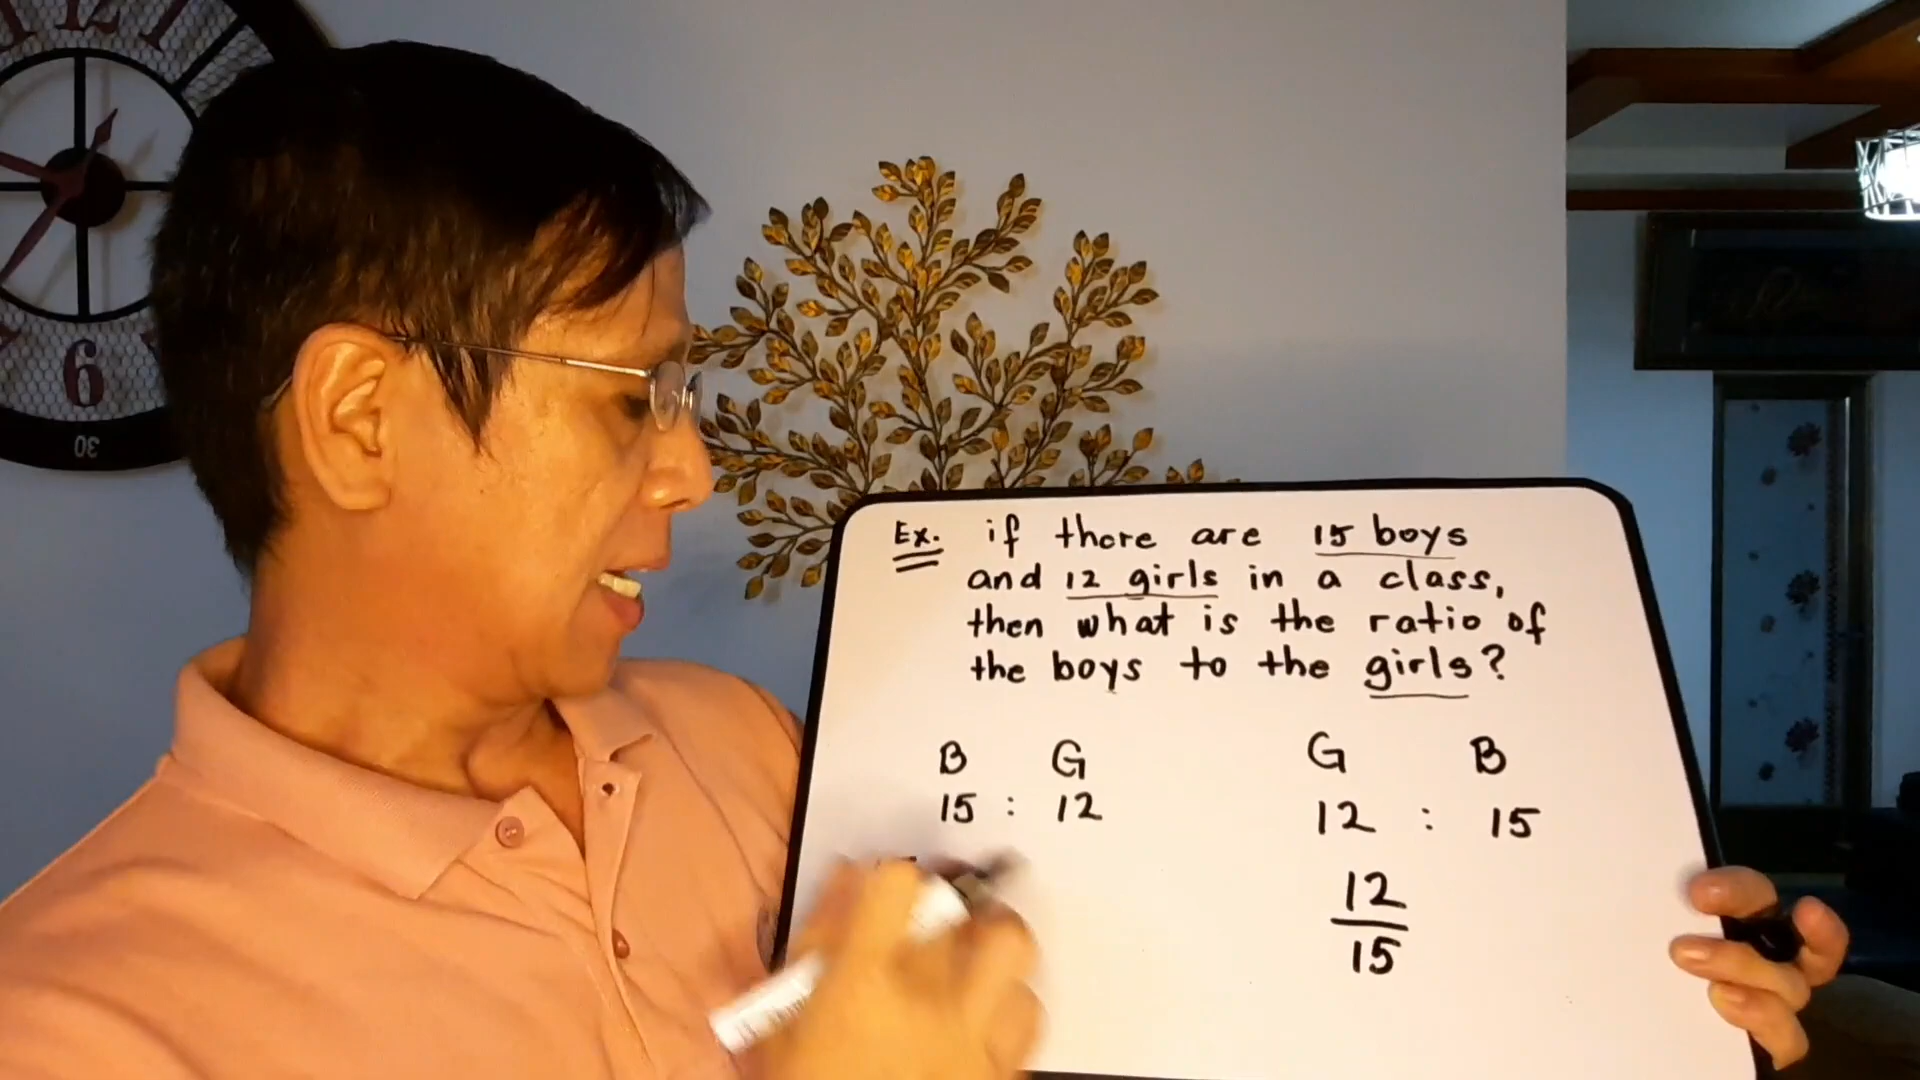 Ex. if there are 15 boys
and 12 girls in a class,
then what is the ratio of
the boys to the girls?
B G
15 : 12
G B
12 : 15
12
15
12
6
30